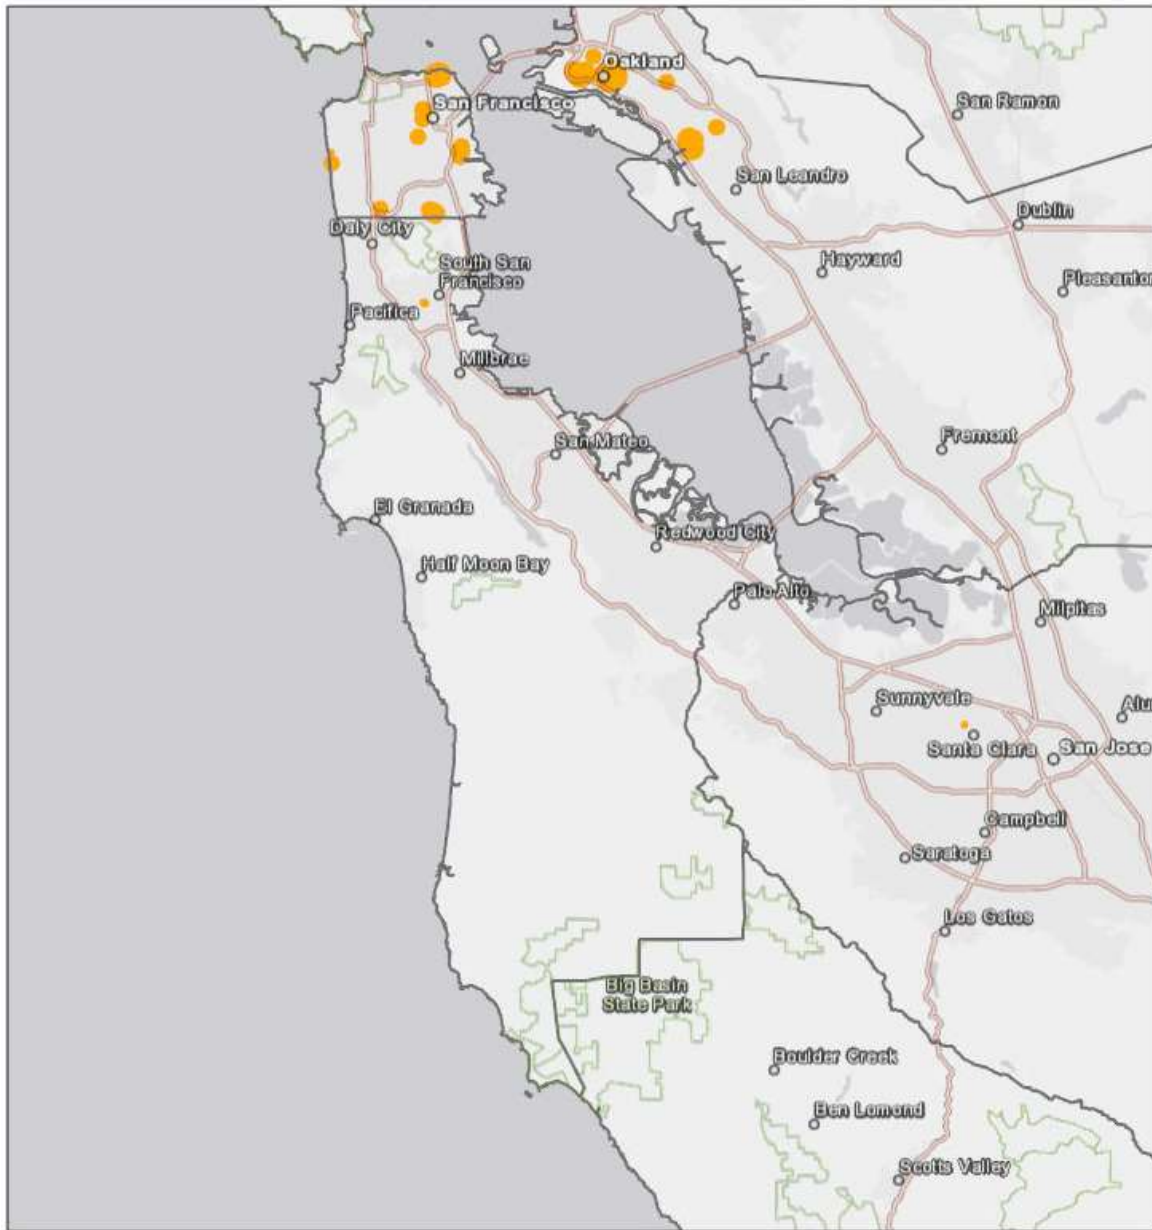 Oakland
San Francisco
San Ramon
San Leandro
Dublin
Daly City
Hayward
South San
Francisco
Pleasanton
Pacifica
Millbrae
San Mateo
Fremont
El Granada
Redwood City
Half Moon Bay
Palo Alto
Milpitas
Sunnyvale
Alu
Santa Clara
San Jose
Campbell
Saratoga
Los Gatos
Big Basin
State Park
Boulder Creek
Ben Lomond
Scotts Valley